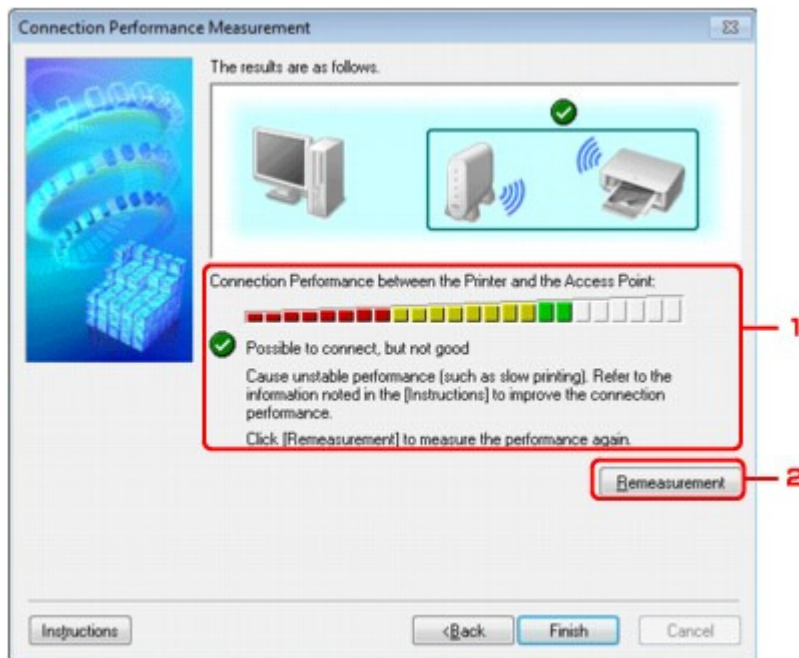 Connection Performance Measurement
The results are as follows.
Connection Performance between the Printer and the Access Point:
Possible to connect, but not good
Cause unstable performance (such as slow printing). Refer to the
information noted in the [Instructions] to improve the connection
performance.
Click [Remeasurement] to measure the performance again.
1
Remeasurement
2
Instructions
<Back
Finish
Cancel